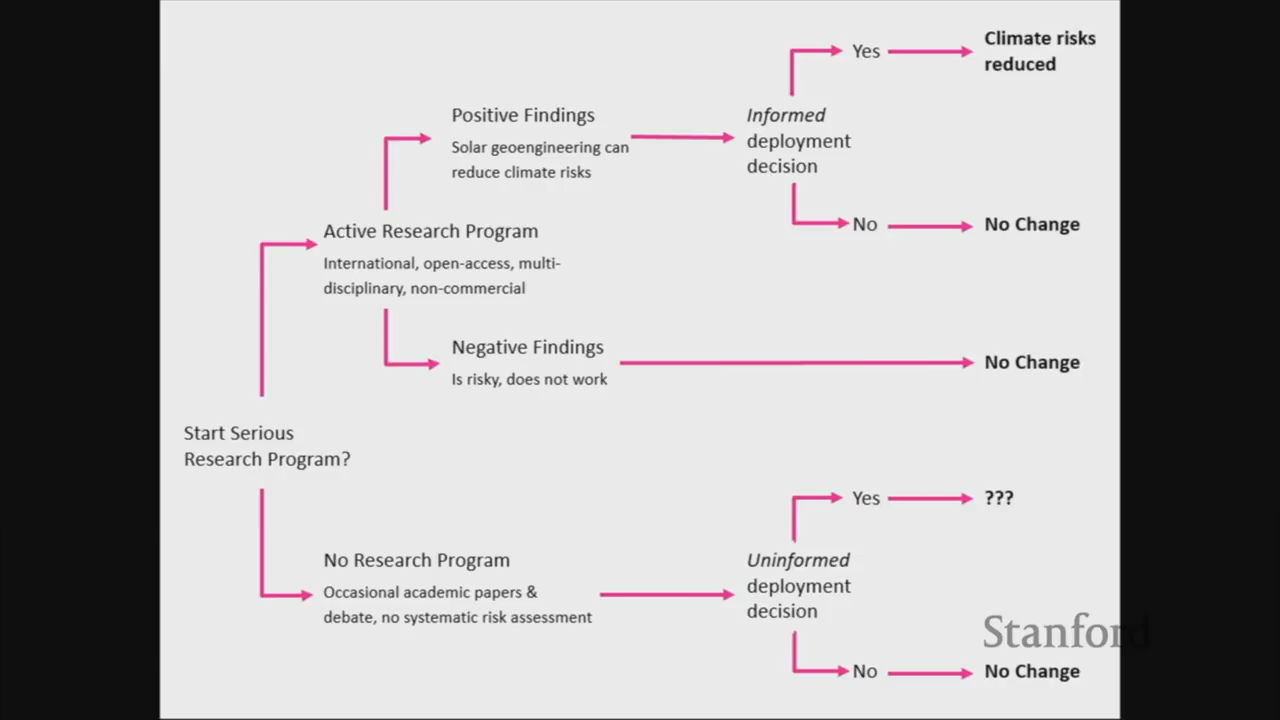 Yes
Climate risks
reduced
Positive Findings
Solar geoengineering can
reduce climate risks
Informed
deployment
decision
No
No Change
Active Research Program
International, open-access, multi-
disciplinary, non-commercial
Negative Findings
Is risky, does not work
No Change
Start Serious
Research Program?
Yes
???
No Research Program
Occasional academic papers &
debate, no systematic risk assessment
Uninformed
deployment
decision
Stanford
No
No Change